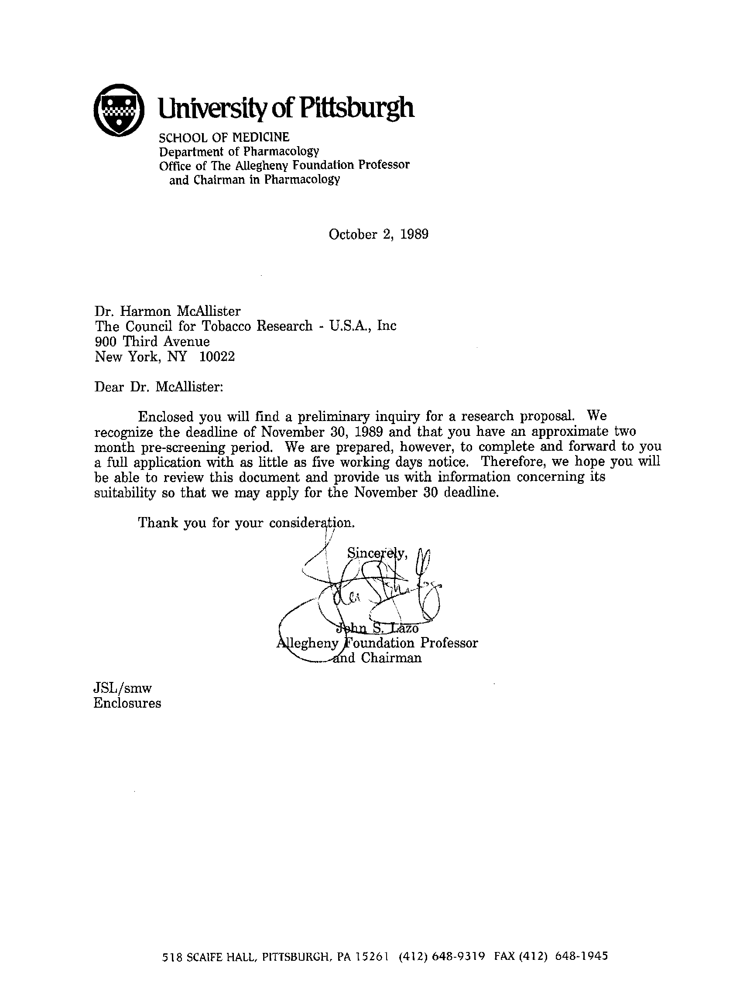 University of Pittsburgh
SCHOOL OF MEDICINE
Department of Pharmacology
Office of The Allegheny Foundation Professor
and Chairman in Pharmacology
October 2, 1989
Dr. Harmon McAllister
The Council for Tobacco Research - U.S.A., Inc
900 Third Avenue
New York, NY 10022
Dear Dr. McAllister:
Enclosed you will find a preliminary inquiry for a research proposal. We
recognize the deadline of November 30, 1989 and that you have an approximate two
month pre-screening period. We are prepared, however, to complete and forward to you
a full application with as little as five working days notice. Therefore, we hope you will
be able to review this document and provide us with information concerning its
suitability so that we may apply for the November 30 deadline.
Thank you for your consideration.
Sincerely,
John S. Lazo
Allegheny Foundation Professor
and Chairman
JSL/smw
Enclosures
518 SCAIFE HALL, PITTSBURGH, PA 15261 (412) 648-9319 FAX (412) 648-1945